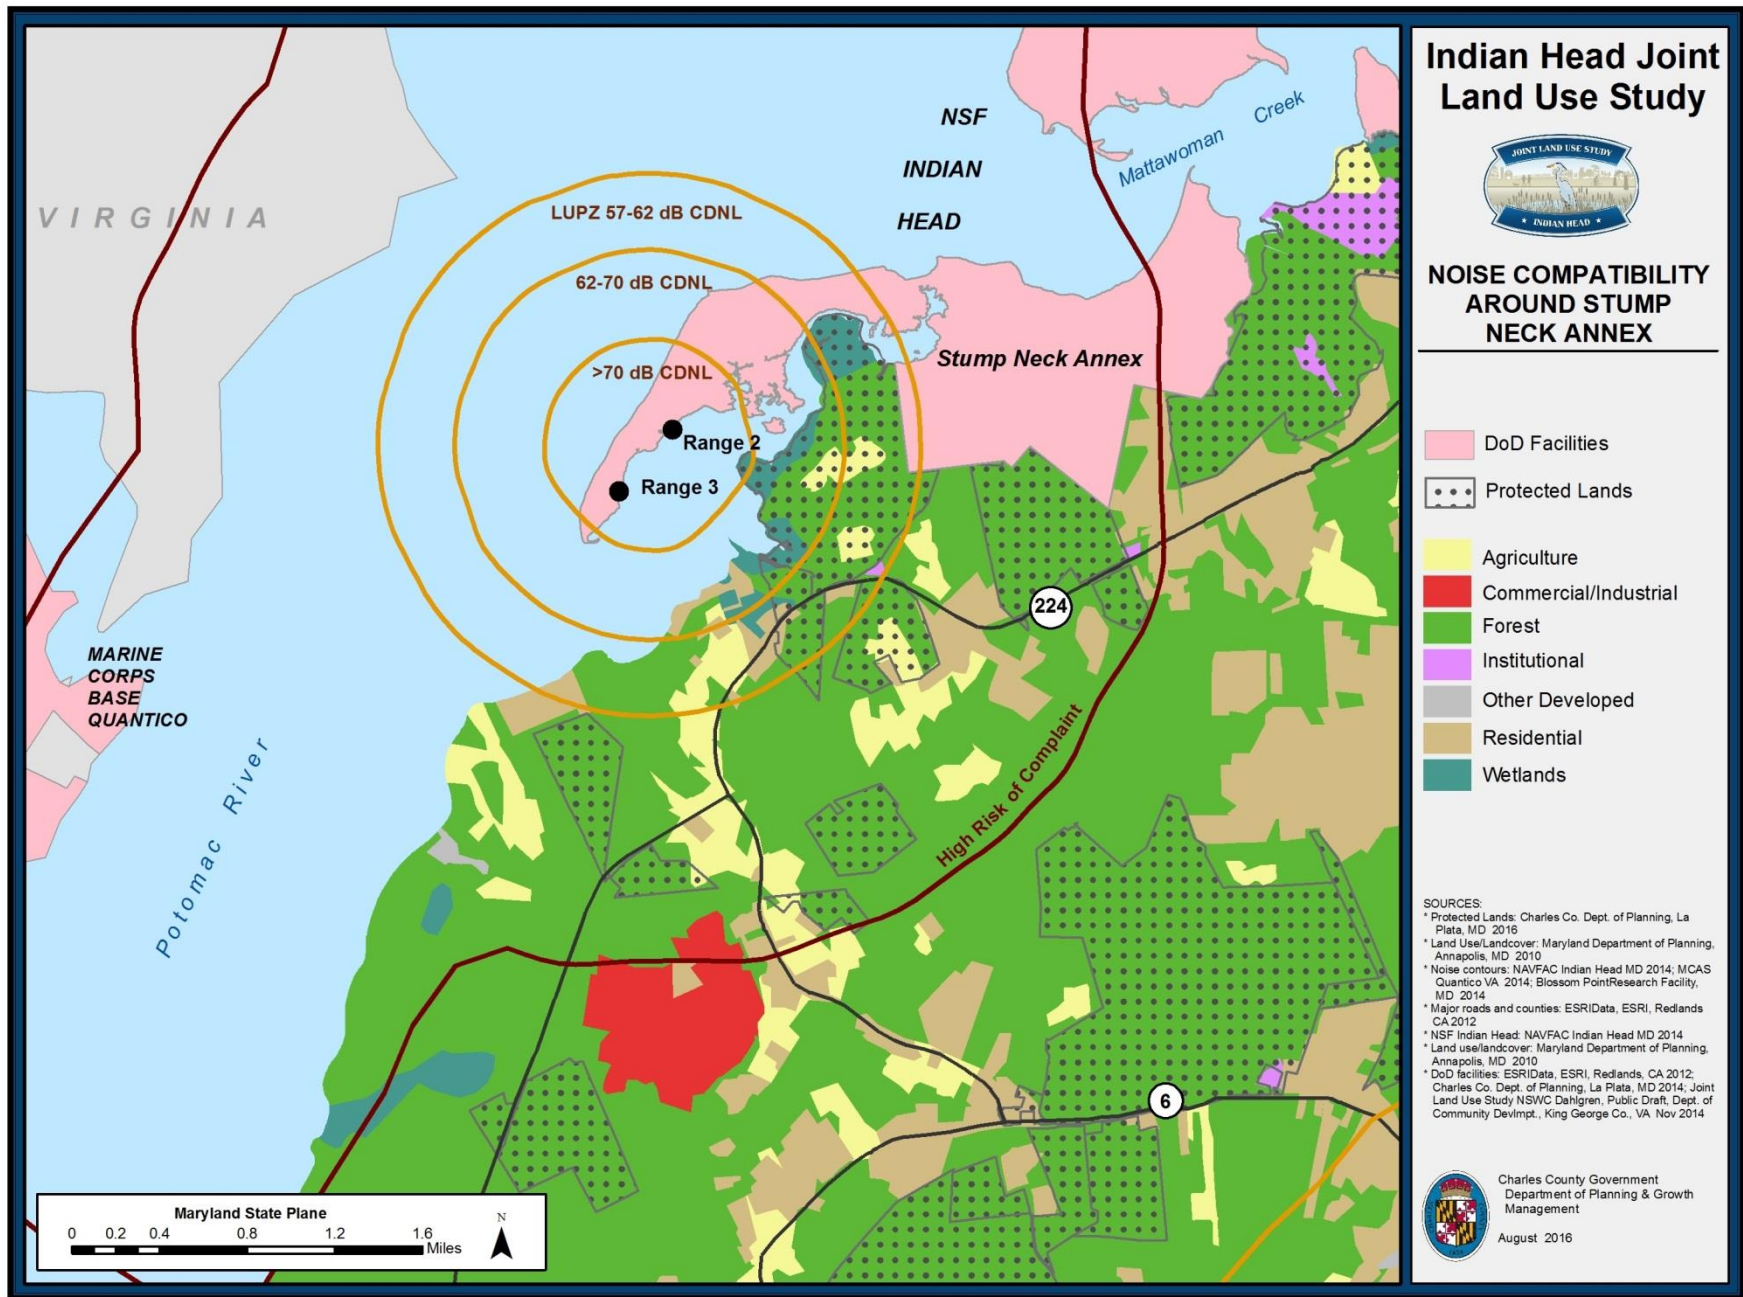 Indian Head Joint
Land Use Study
JOINT LAND USE STUDY
★ INDIAN HEAD ★
NOISE COMPATIBILITY
AROUND STUMP
NECK ANNEX
DoD Facilities
Protected Lands
Agriculture
Commercial/Industrial
Forest
Institutional
Other Developed
Residential
Wetlands
SOURCES:
* Protected Lands: Charles Co. Dept. of Planning, La
Plata, MD 2016
* Land Use/Landcover: Maryland Department of Planning,
Annapolis, MD 2010
* Noise contours: NAVFAC Indian Head MD 2014; MCAS
Quantico VA 2014; Blossom PointResearch Facility,
MD 2014
* Major roads and counties: ESRIData, ESRI, Redlands
CA 2012
* NSF Indian Head: NAVFAC Indian Head MD 2014
* Land use/landcover: Maryland Department of Planning,
Annapolis, MD 2010
* DoD facilities: ESRIData, ESRI, Redlands, CA 2012;
Charles Co. Dept. of Planning, La Plata, MD 2014; Joint
Land Use Study NSWC Dahlgren, Public Draft, Dept. of
Community Devlmpt., King George Co., VA Nov 2014
Charles County Government
Department of Planning & Growth
Management
August 2016
VIRGINIA
NSF
INDIAN
HEAD
Mattawoman Creek
LUPZ 57-62 dB CDNL
62-70 dB CDNL
>70 dB CDNL
Stump Neck Annex
Range 2
Range 3
224
MARINE
CORPS
BASE
QUANTICO
Potomac River
High Risk of Complaint
6
Maryland State Plane
0 0.2 0.4 0.8 1.2 1.6
Miles
N